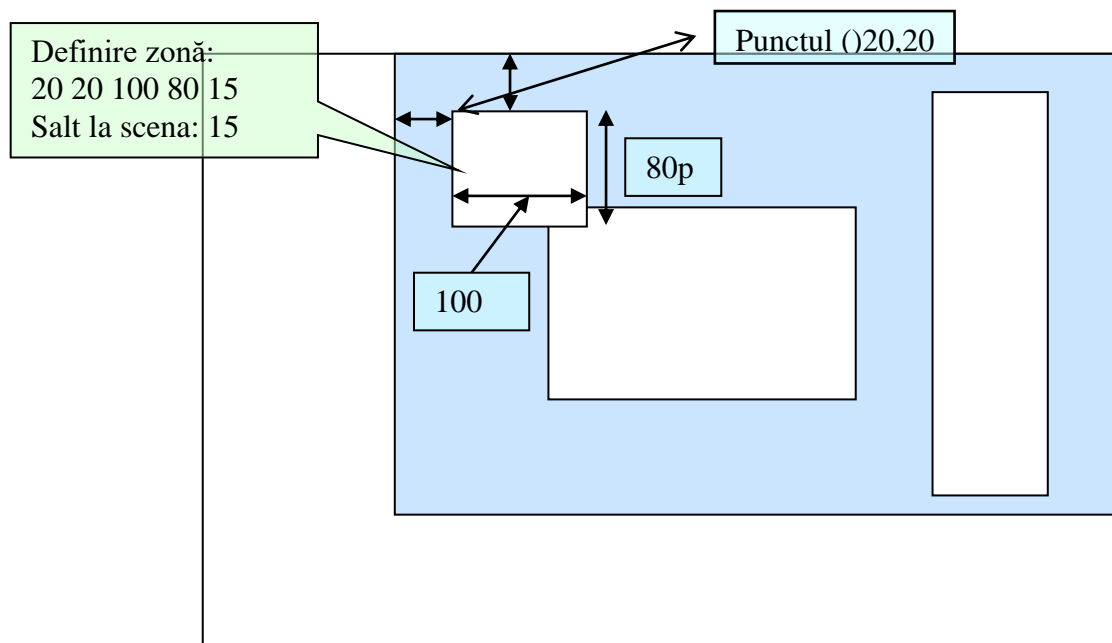 Definire zonă:
20 20 100 80 15
Salt la scena: 15
Punctul ()20,20
80p
100